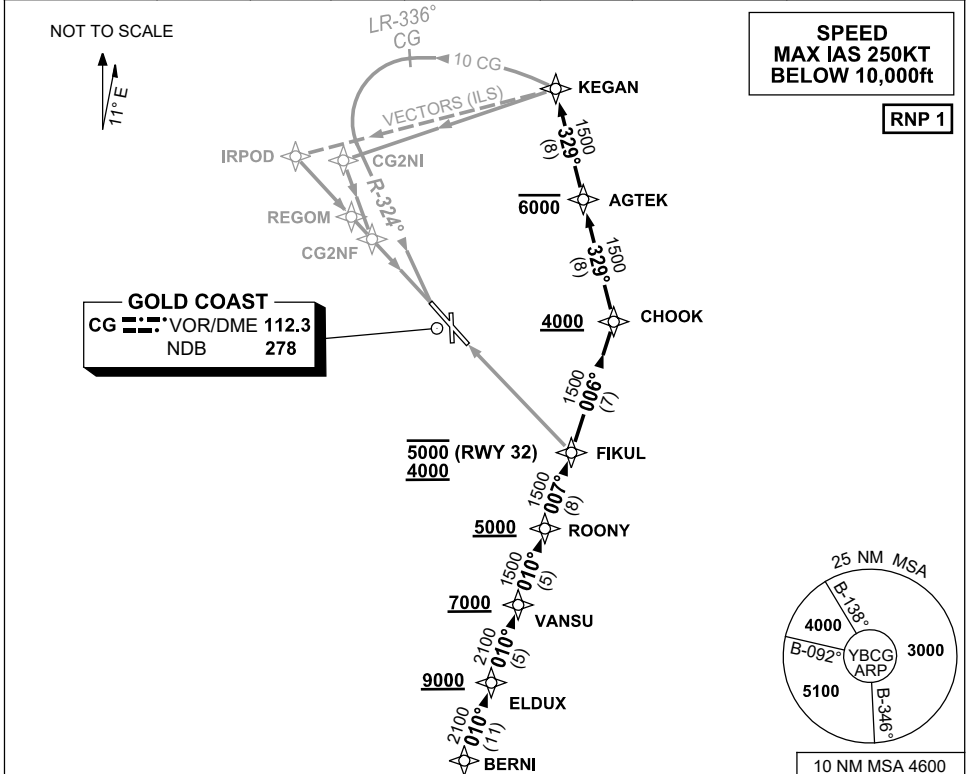 NOT TO SCALE
11° E
LR-336°
CG
10 CG
SPEED
MAX IAS 250KT
BELOW 10,000ft
RNP 1
KEGAN
VECTORS (ILS)
1500
329°
(8)
IRPOD
CG2NI
R-324°
AGTEK
6000
REGOM
CG2NF
1500
329°
(8)
GOLD COAST
CG VOR/DME 112.3
NDB 278
CHOOK
4000
1500
006°
(7)
5000 (RWY 32)
4000
FIKUL
1500
007°
(8)
5000
ROONY
1500
010°
(5)
7000
VANSU
2100
010°
(5)
9000
ELDUX
2100
010°
(11)
BERNI
25 NM MSA
B-138°
4000
B-092°
YBCG
ARP
3000
5100
B-346°
10 NM MSA 4600